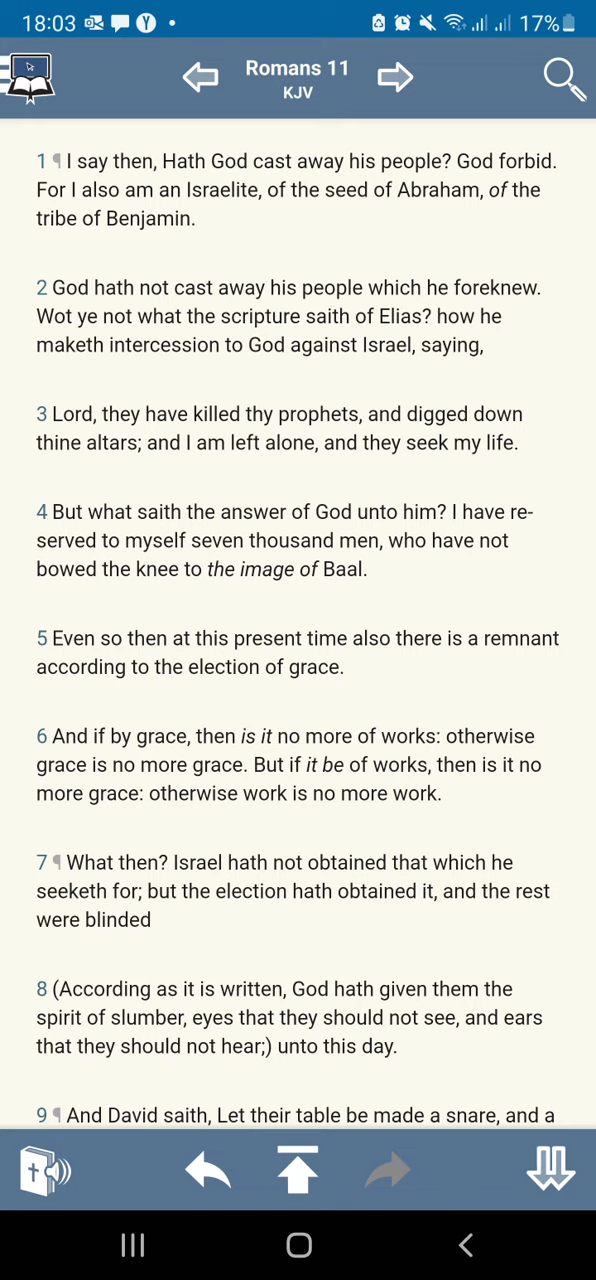 18:03 17%
Romans 11
KJV
1 ¶ I say then, Hath God cast away his people? God forbid.
For I also am an Israelite, of the seed of Abraham, of the
tribe of Benjamin.
2 God hath not cast away his people which he foreknew.
Wot ye not what the scripture saith of Elias? how he
maketh intercession to God against Israel, saying,
3 Lord, they have killed thy prophets, and digged down
thine altars; and I am left alone, and they seek my life.
4 But what saith the answer of God unto him? I have re-
served to myself seven thousand men, who have not
bowed the knee to the image of Baal.
5 Even so then at this present time also there is a remnant
according to the election of grace.
6 And if by grace, then is it no more of works: otherwise
grace is no more grace. But if it be of works, then is it no
more grace: otherwise work is no more work.
7 ¶ What then? Israel hath not obtained that which he
seeketh for; but the election hath obtained it, and the rest
were blinded
8 (According as it is written, God hath given them the
spirit of slumber, eyes that they should not see, and ears
that they should not hear;) unto this day.
9 ¶ And David saith, Let their table be made a snare, and a